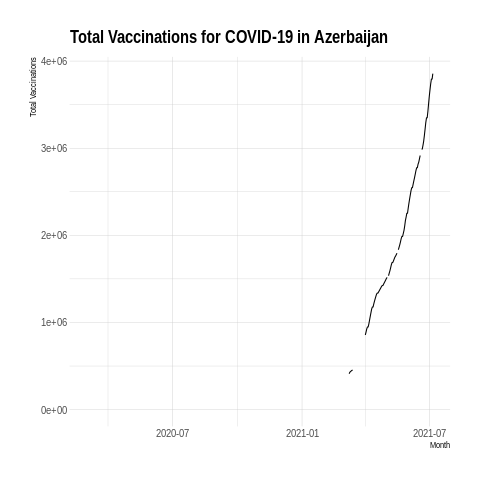 Total Vaccinations for COVID-19 in Azerbaijan
Total Vaccinations
4e+06
3e+06
2e+06
1e+06
0e+00
2020-07 2021-01 2021-07
Month